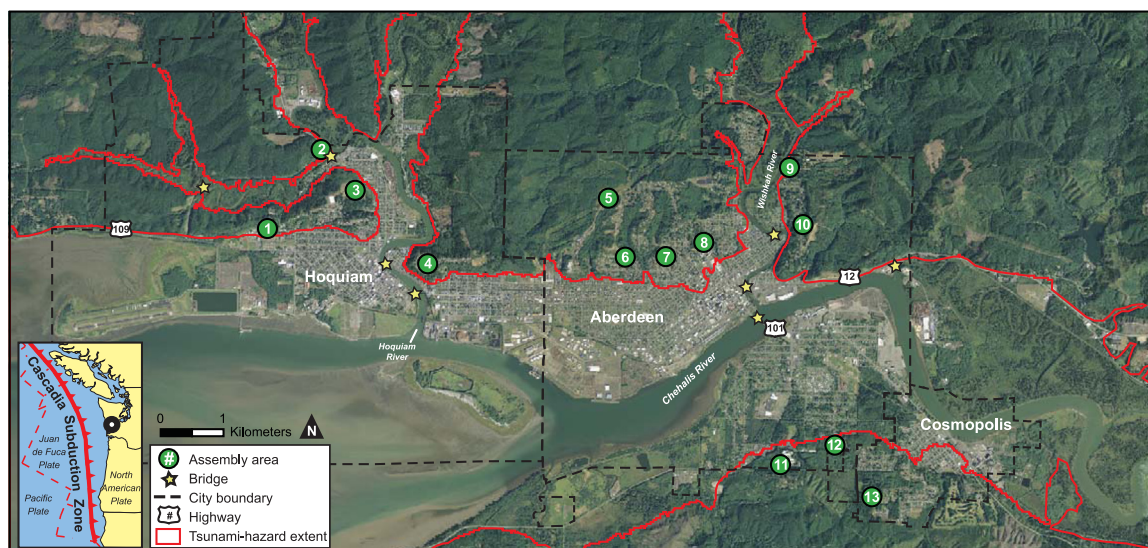 2
9
3
5
109
1
10
8
Wishkah River
4
6
7
Hoquiam
12
Aberdeen
101
Hoquiam
River
Chehalis River
Cascadia Subduction Zone
Juan
de Fuca
Plate
North
American
Plate
Pacific
Plate
0 1
Kilometers
N
# Assembly area
Bridge
City boundary
# Highway
Tsunami-hazard extent
Cosmopolis
12
11
13